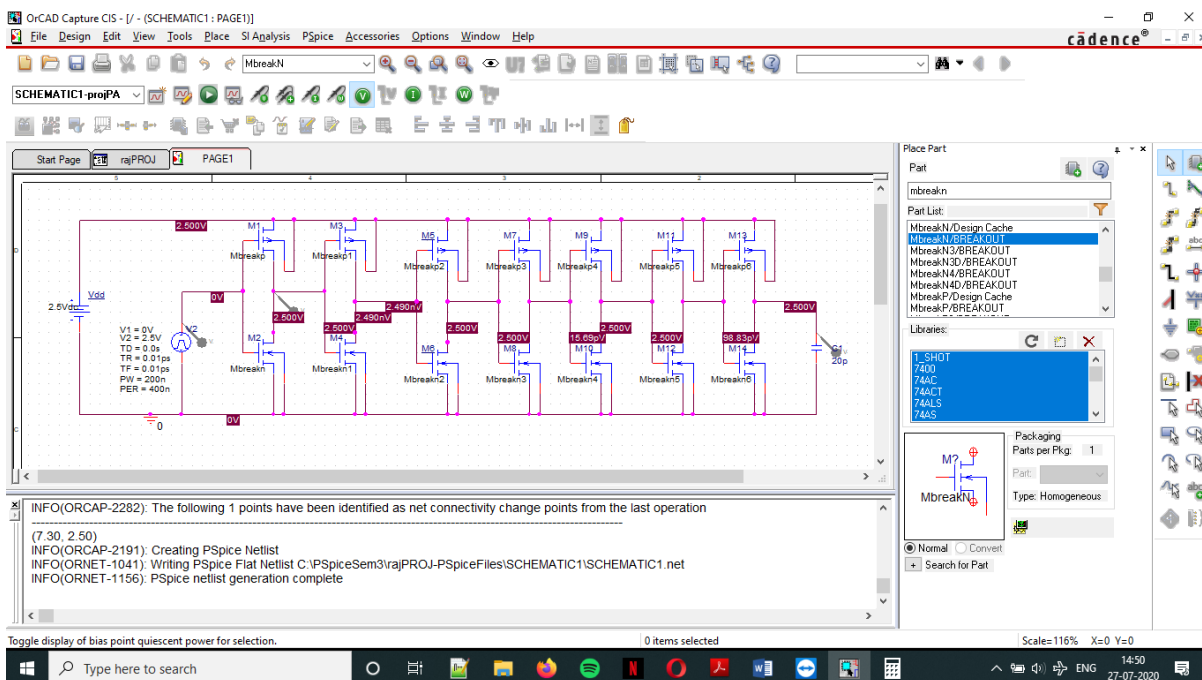 OrCAD Capture CIS - [/ - (SCHEMATIC1 : PAGE1)]
File Design Edit View Tools Place SI Analysis PSpice Accessories Options Window Help
cādence®
MbreakN
SCHEMATIC1-projPA
Start Page
rajPROJ
PAGE1
5 4 3 2
D
C
2.500V
M1
M3
M5
M7
M9
M11
M13
Mbreakp
Mbreakp1
Mbreakp2
Mbreakp3
Mbreakp4
Mbreakp5
Mbreakp6
Vdd
2.5Vdc
0V
2.500V
2.490nV
2.490nV
2.500V
V1 = 0V
V2 = 2.5V
TD = 0.0s
TR = 0.01ps
TF = 0.01ps
PW = 200n
PER = 400n
V2
2.500V
2.500V
2.500V
15.69pV
2.500V
2.500V
98.83pV
M2
M4
M6
M8
M10
M12
M14
Mbreakn
Mbreakn1
Mbreakn2
Mbreakn3
Mbreakn4
Mbreakn5
Mbreakn6
C1
20p
0
0V
Place Part
Part
mbreakn
Part List:
MbreakN/Design Cache
MbreakN/BREAKOUT
MbreakN3/BREAKOUT
MbreakN3D/BREAKOUT
MbreakN4/BREAKOUT
MbreakN4D/BREAKOUT
MbreakP/Design Cache
MbreakP/BREAKOUT
Libraries:
1_SHOT
7400
74AC
74ACT
74ALS
74AS
M?
MbreakN
Packaging
Parts per Pkg: 1
Part:
Type: Homogeneous
Normal Convert
+ Search for Part
INFO(ORCAP-2282): The following 1 points have been identified as net connectivity change points from the last operation
(7.30, 2.50)
INFO(ORCAP-2191): Creating PSpice Netlist
INFO(ORNET-1041): Writing PSpice Flat Netlist C:\PSpiceSem3\rajPROJ-PSpiceFiles\SCHEMATIC1\SCHEMATIC1.net
INFO(ORNET-1156): PSpice netlist generation complete
Toggle display of bias point quiescent power for selection.
0 items selected
Scale=116% X=0 Y=0
Type here to search
ENG
14:50
27-07-2020